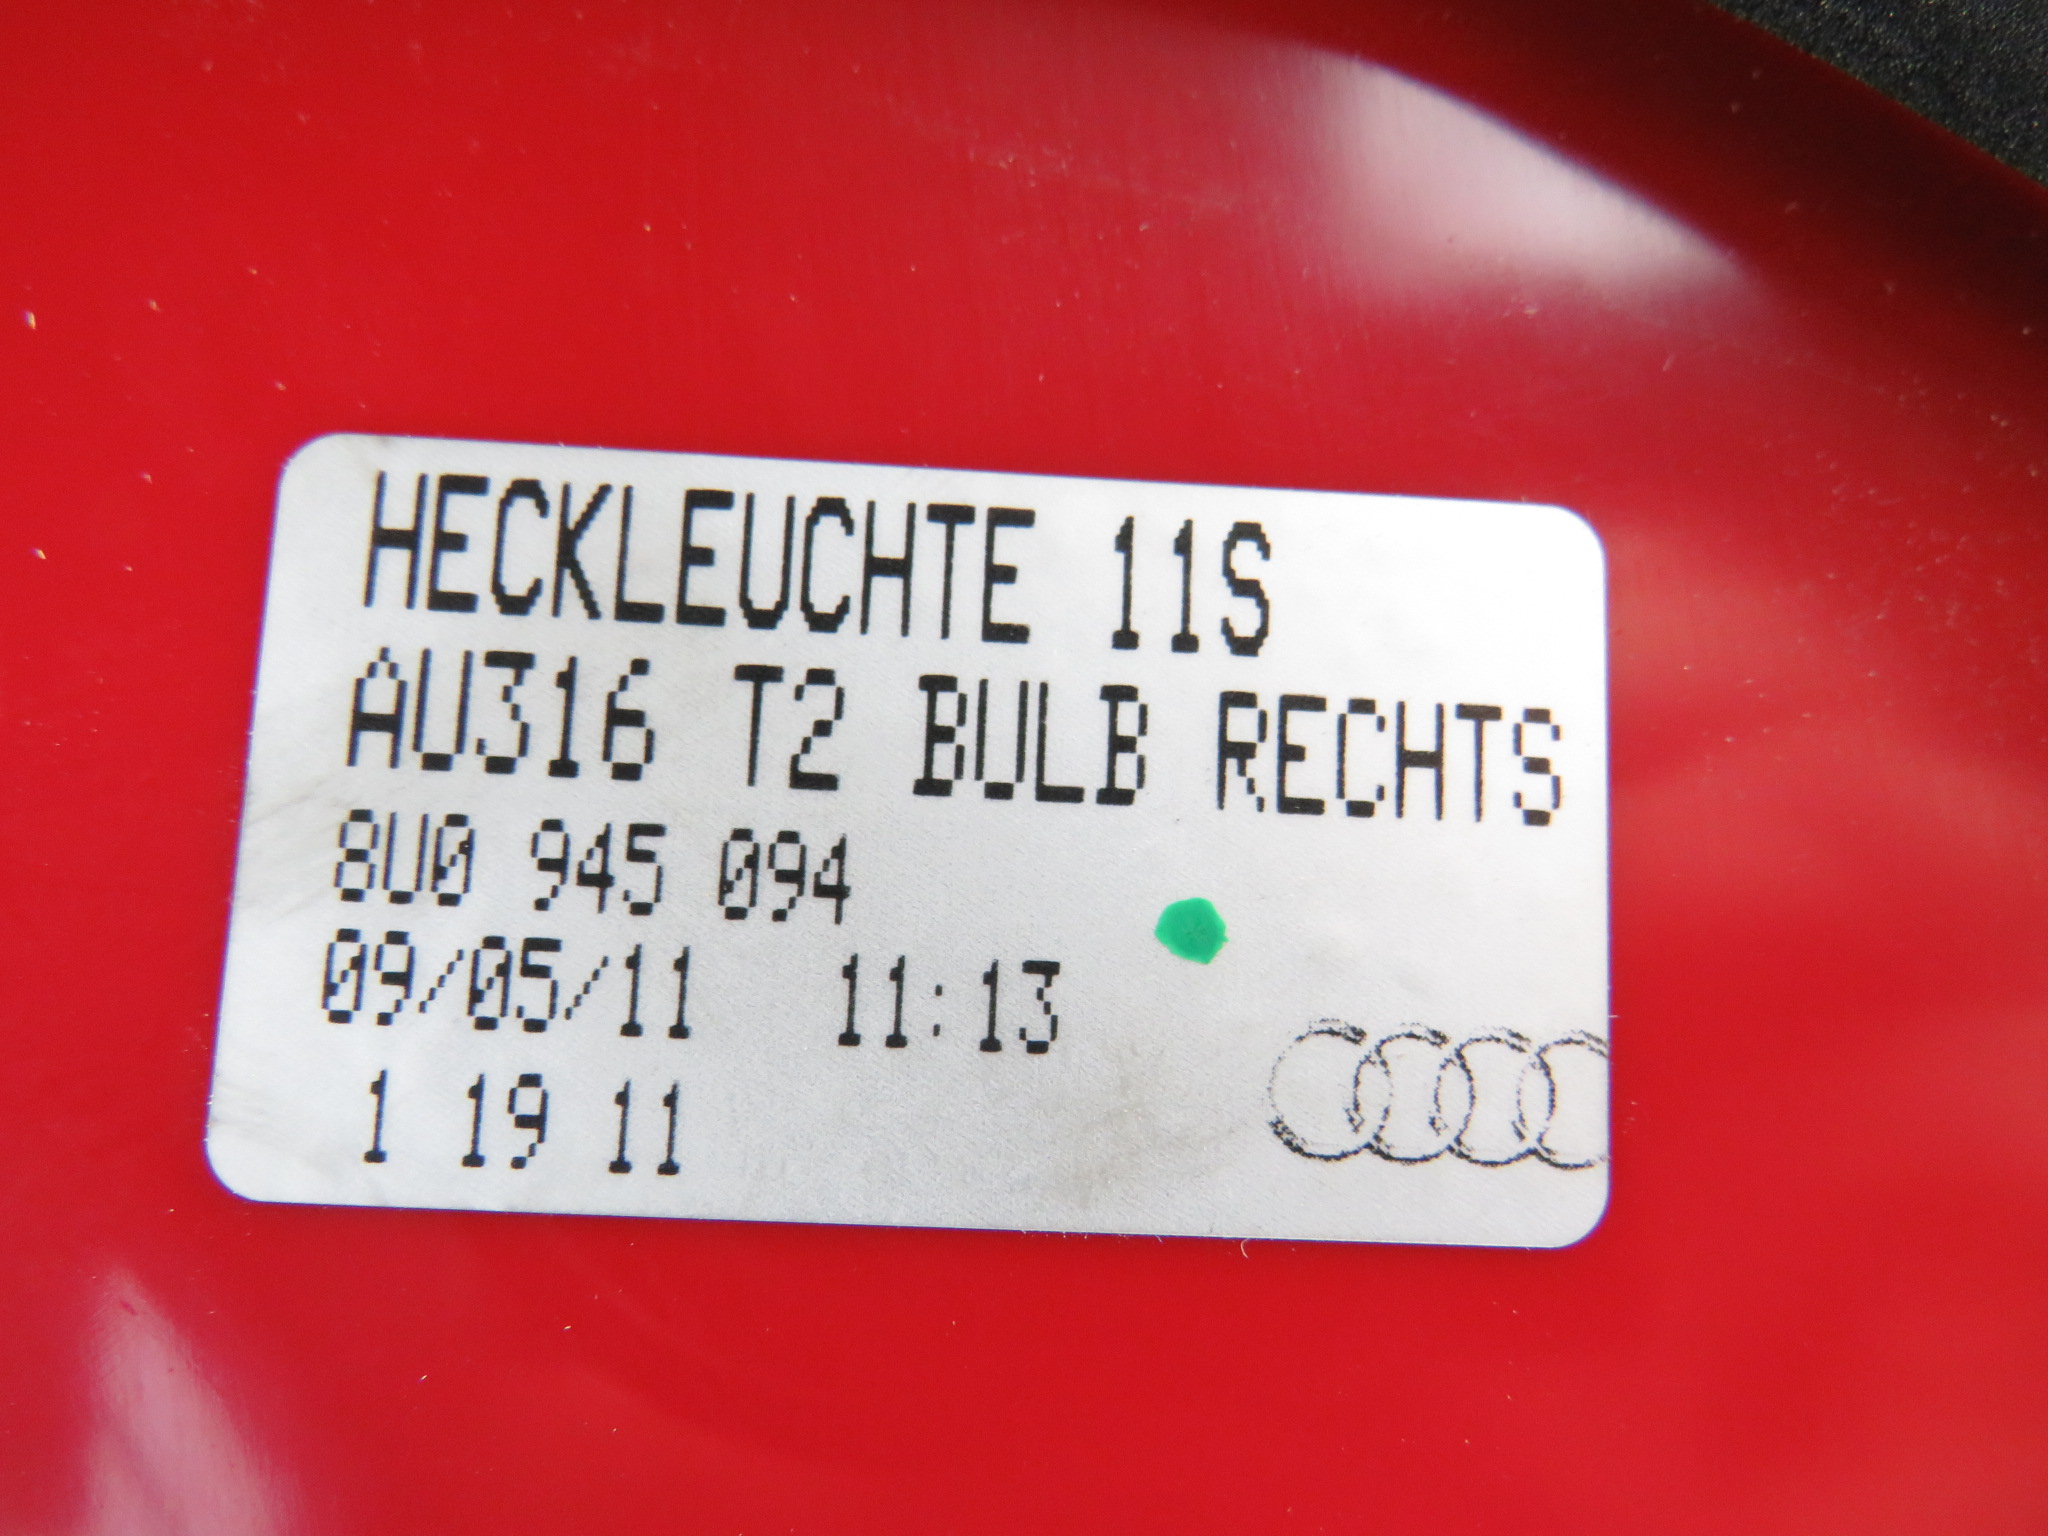 HECKLEUCHTE 11S
AU316 T2 BULB RECHTS
8U0 945 094
09/05/11 11:13
1 19 11